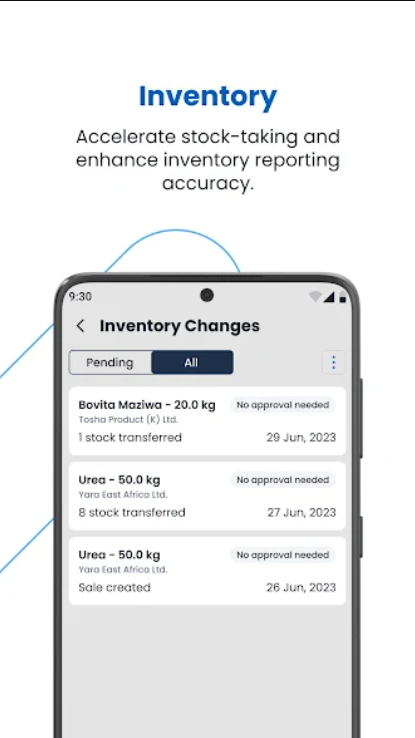 Inventory
Accelerate stock-taking and
enhance inventory reporting
accuracy.
9:30
Inventory Changes
Pending All
Bovita Maziwa - 20.0 kg No approval needed
Tosha Product (K) Ltd.
1 stock transferred 29 Jun, 2023
Urea - 50.0 kg No approval needed
Yara East Africa Ltd.
8 stock transferred 27 Jun, 2023
Urea - 50.0 kg No approval needed
Yara East Africa Ltd.
Sale created 26 Jun, 2023